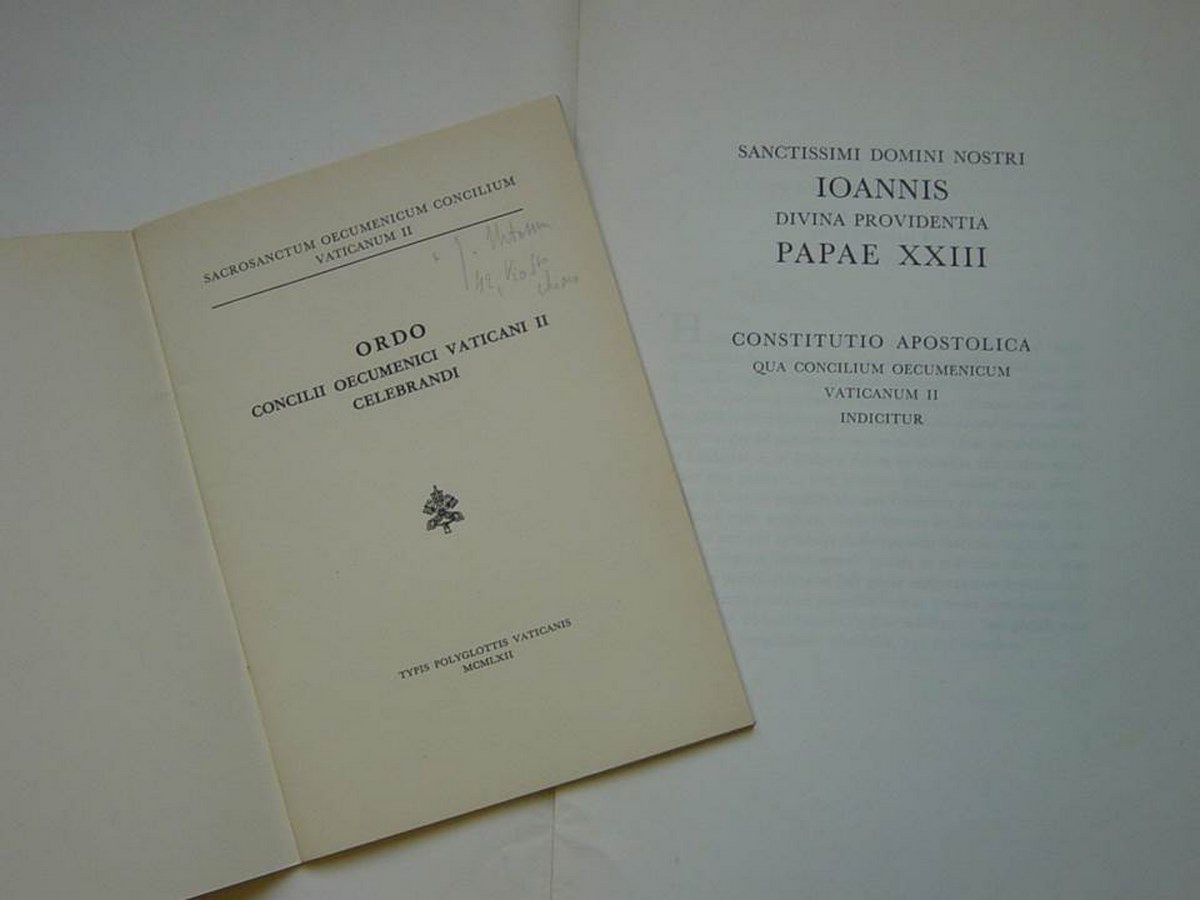 SACROSANCTUM OECUMENICUM CONCILIUM
VATICANUM II
ORDO
CONCILII OECUMENICI VATICANI II
CELEBRANDI
TYPIS POLYGLOTTIS VATICANIS
MCMLXII
SANCTISSIMI DOMINI NOSTRI
IOANNIS
DIVINA PROVIDENTIA
PAPAE XXIII
CONSTITUTIO APOSTOLICA
QUA CONCILIUM OECUMENICUM
VATICANUM II
INDICITUR